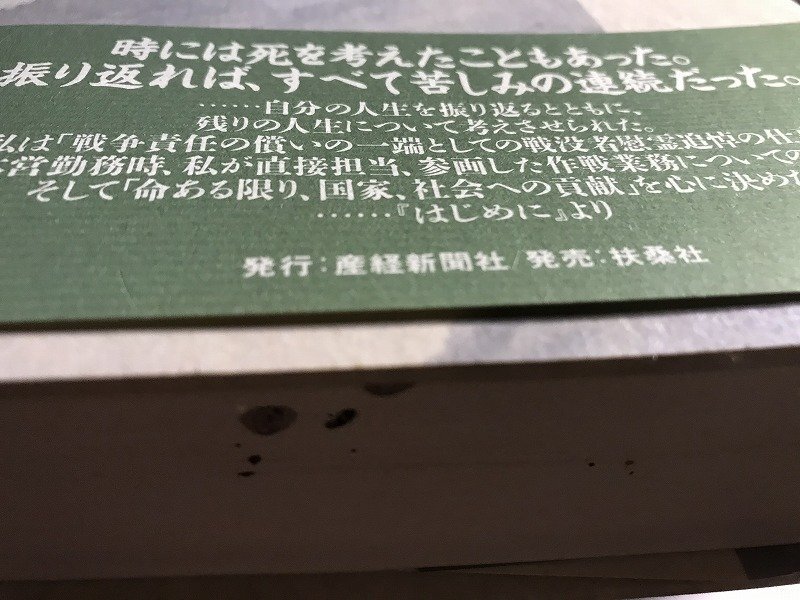 時には死を考えたこともあった。
振り返れば、すべて苦しみの連続だった。
……自分の人生を振り返るとともに、
残りの人生について考えさせられた。
私は「戦争責任の償いの一端としての戦没者慰霊追悼の仕
営勤務時、私が直接担当、参画した作戦業務についての
そして「命ある限り、国家、社会への貢献」を心に決めた
……『はじめに』より
発行：産経新聞社/発売：扶桑社